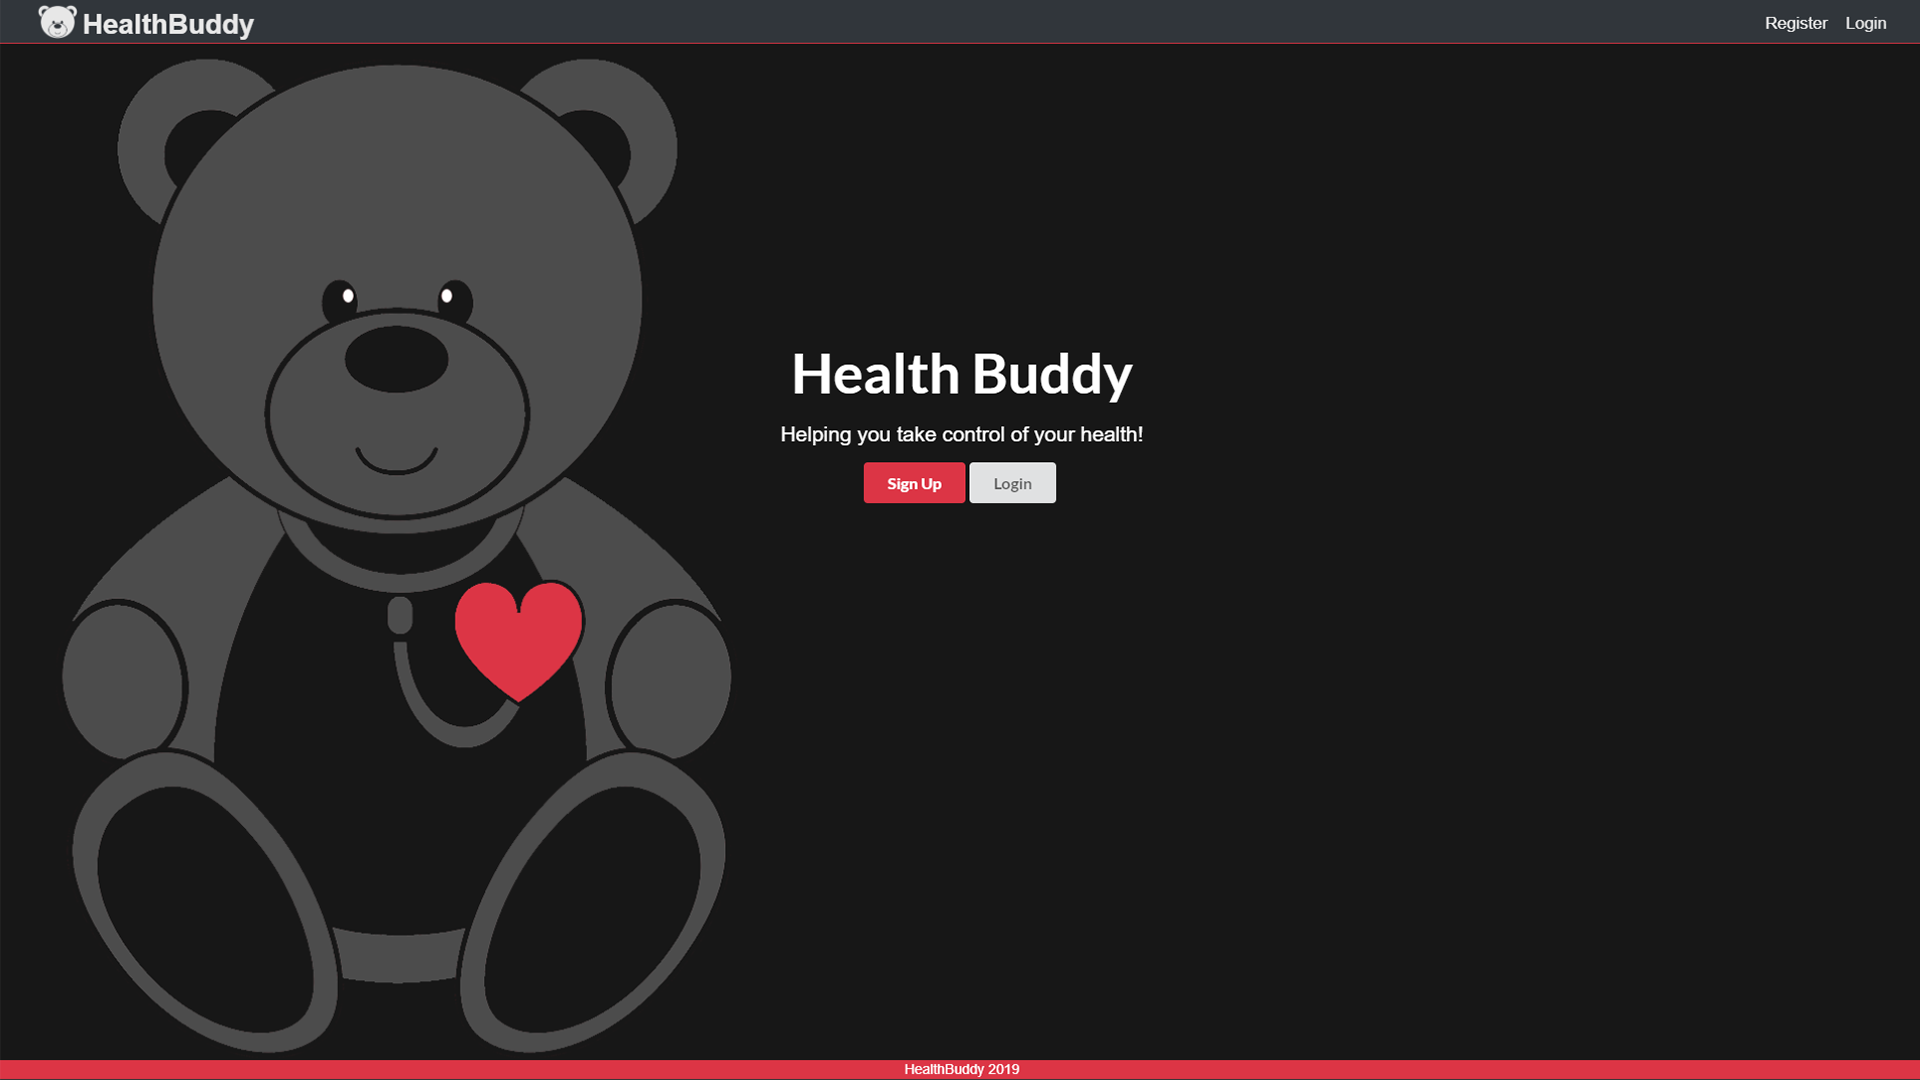 HealthBuddy
Register Login
Health Buddy
Helping you take control of your health!
Sign Up Login
HealthBuddy 2019